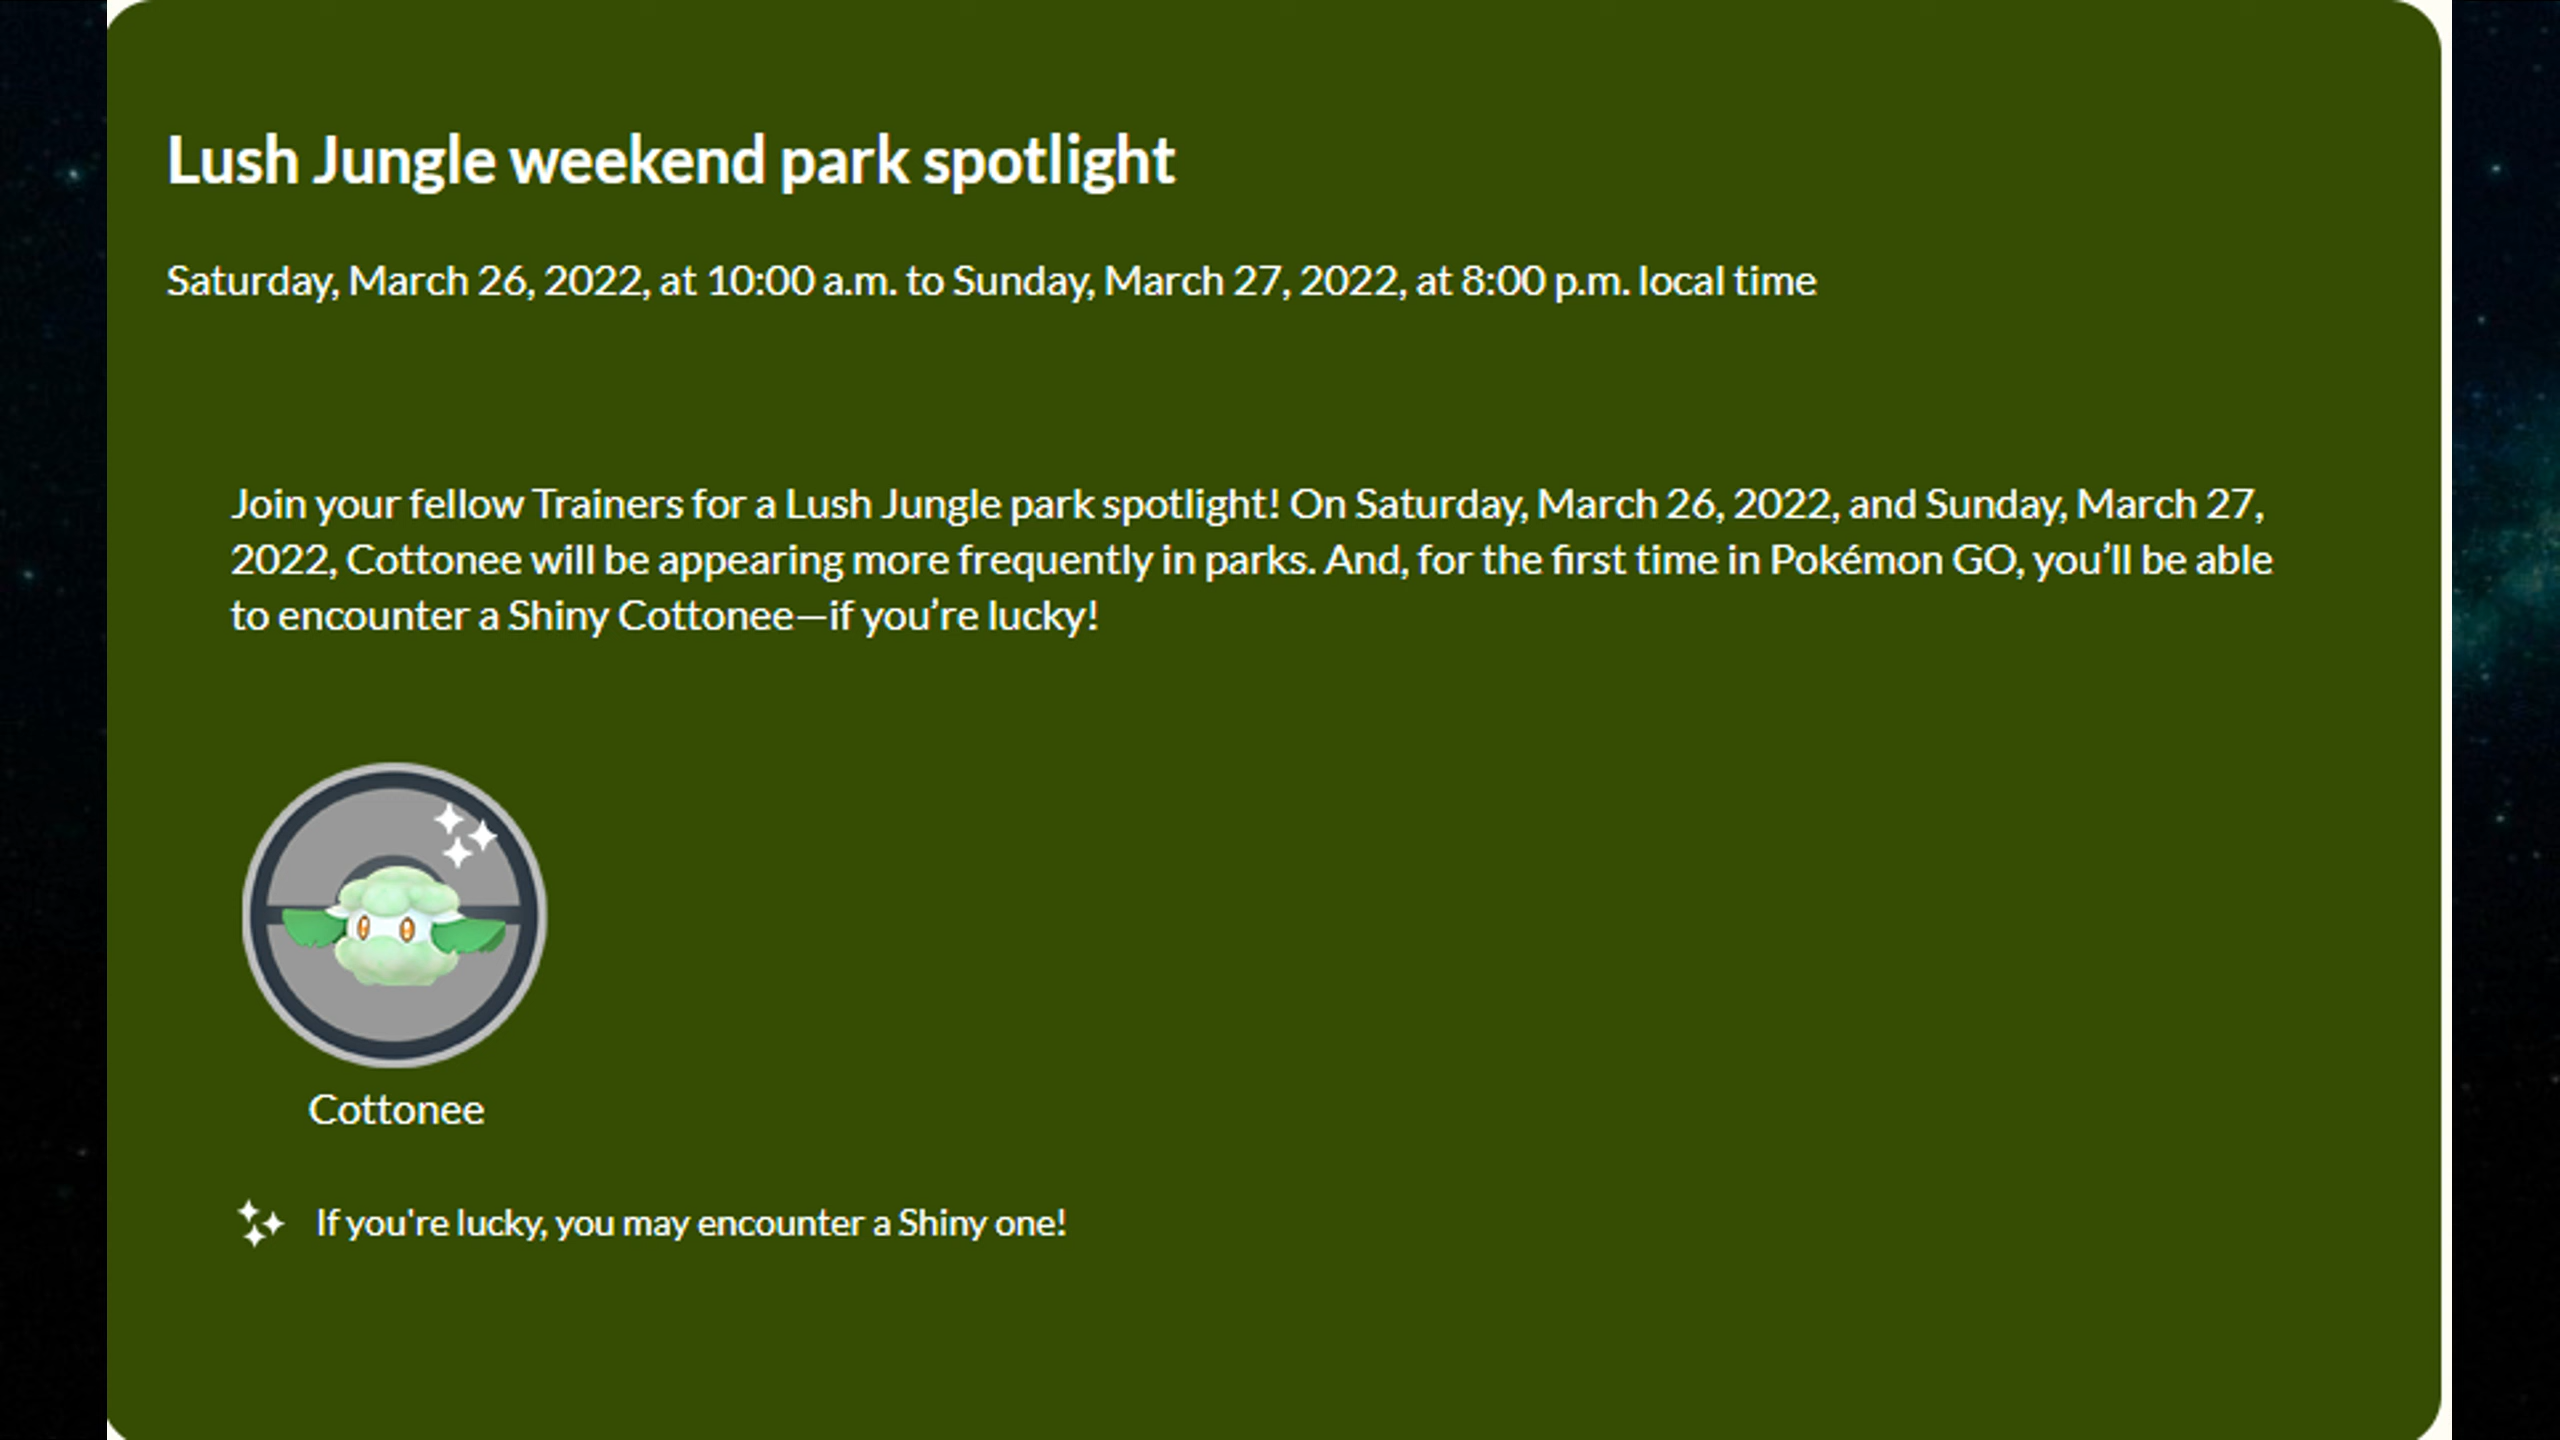 Lush Jungle weekend park spotlight
Saturday, March 26, 2022, at 10:00 a.m. to Sunday, March 27, 2022, at 8:00 p.m. local time
Join your fellow Trainers for a Lush Jungle park spotlight! On Saturday, March 26, 2022, and Sunday, March 27,
2022, Cottonee will be appearing more frequently in parks. And, for the first time in Pokémon GO, you’ll be able
to encounter a Shiny Cottonee—if you’re lucky!
Cottonee
If you're lucky, you may encounter a Shiny one!